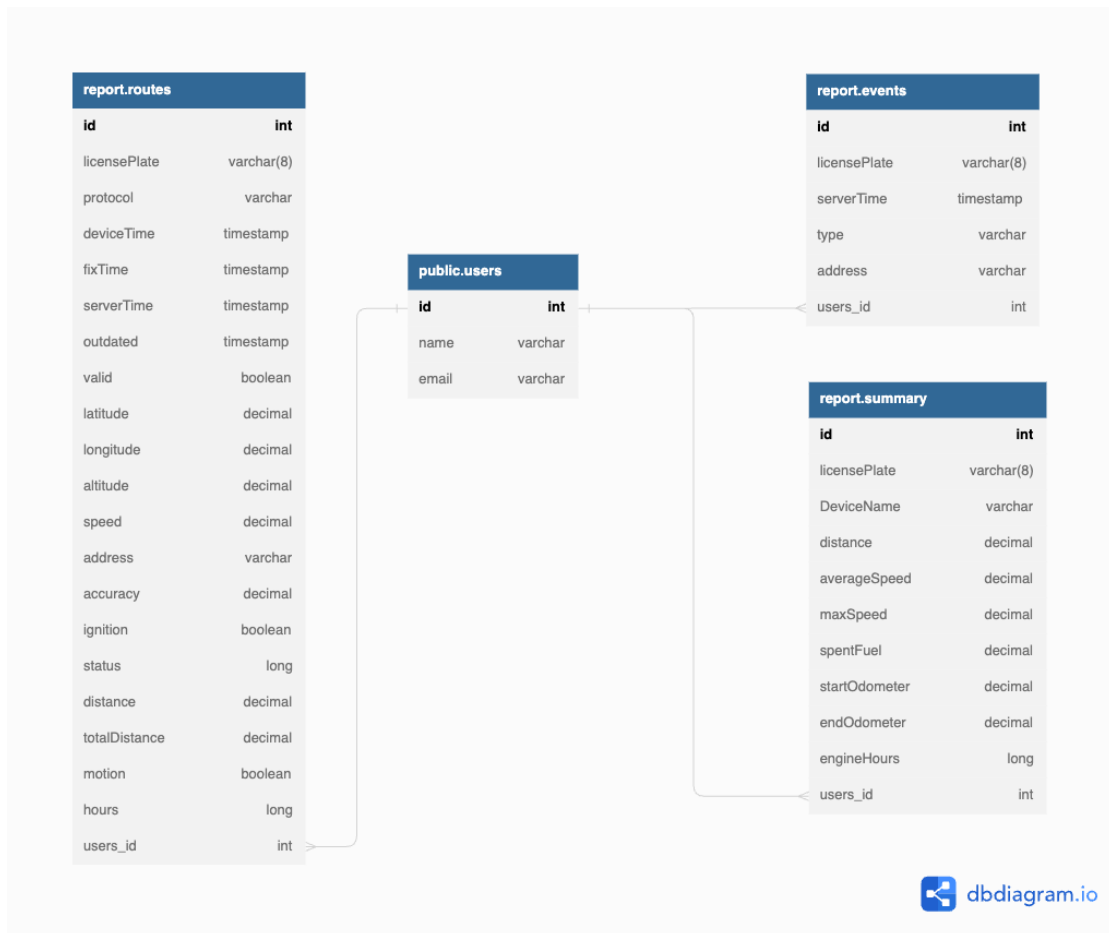 report.routes
id int
licensePlate varchar(8)
protocol varchar
deviceTime timestamp
fixTime timestamp
serverTime timestamp
outdated timestamp
valid boolean
latitude decimal
longitude decimal
altitude decimal
speed decimal
address varchar
accuracy decimal
ignition boolean
status long
distance decimal
totalDistance decimal
motion boolean
hours long
users_id int
public.users
id int
name varchar
email varchar
report.events
id int
licensePlate varchar(8)
serverTime timestamp
type varchar
address varchar
users_id int
report.summary
id int
licensePlate varchar(8)
DeviceName varchar
distance decimal
averageSpeed decimal
maxSpeed decimal
spentFuel decimal
startOdometer decimal
endOdometer decimal
engineHours long
users_id int
dbdiagram.io